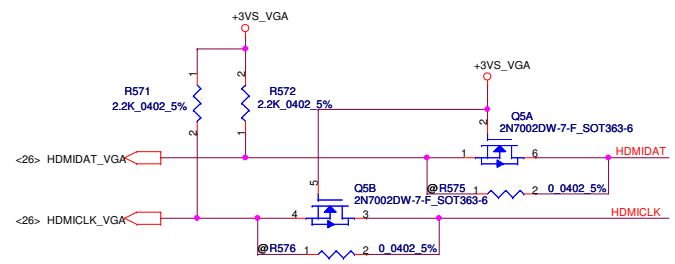 +3VS_VGA
+3VS_VGA
1
2
R571
2.2K_0402_5%
R572
2.2K_0402_5%
2
1
Q5A
2N7002DW-7-F_SOT363-6
2
<26> HDMIDAT_VGA
1
6
HDMIDAT
@R575
1
2
0_0402_5%
5
Q5B
2N7002DW-7-F_SOT363-6
<26> HDMICLK_VGA
4
3
HDMICLK
@R576
1
2
0_0402_5%